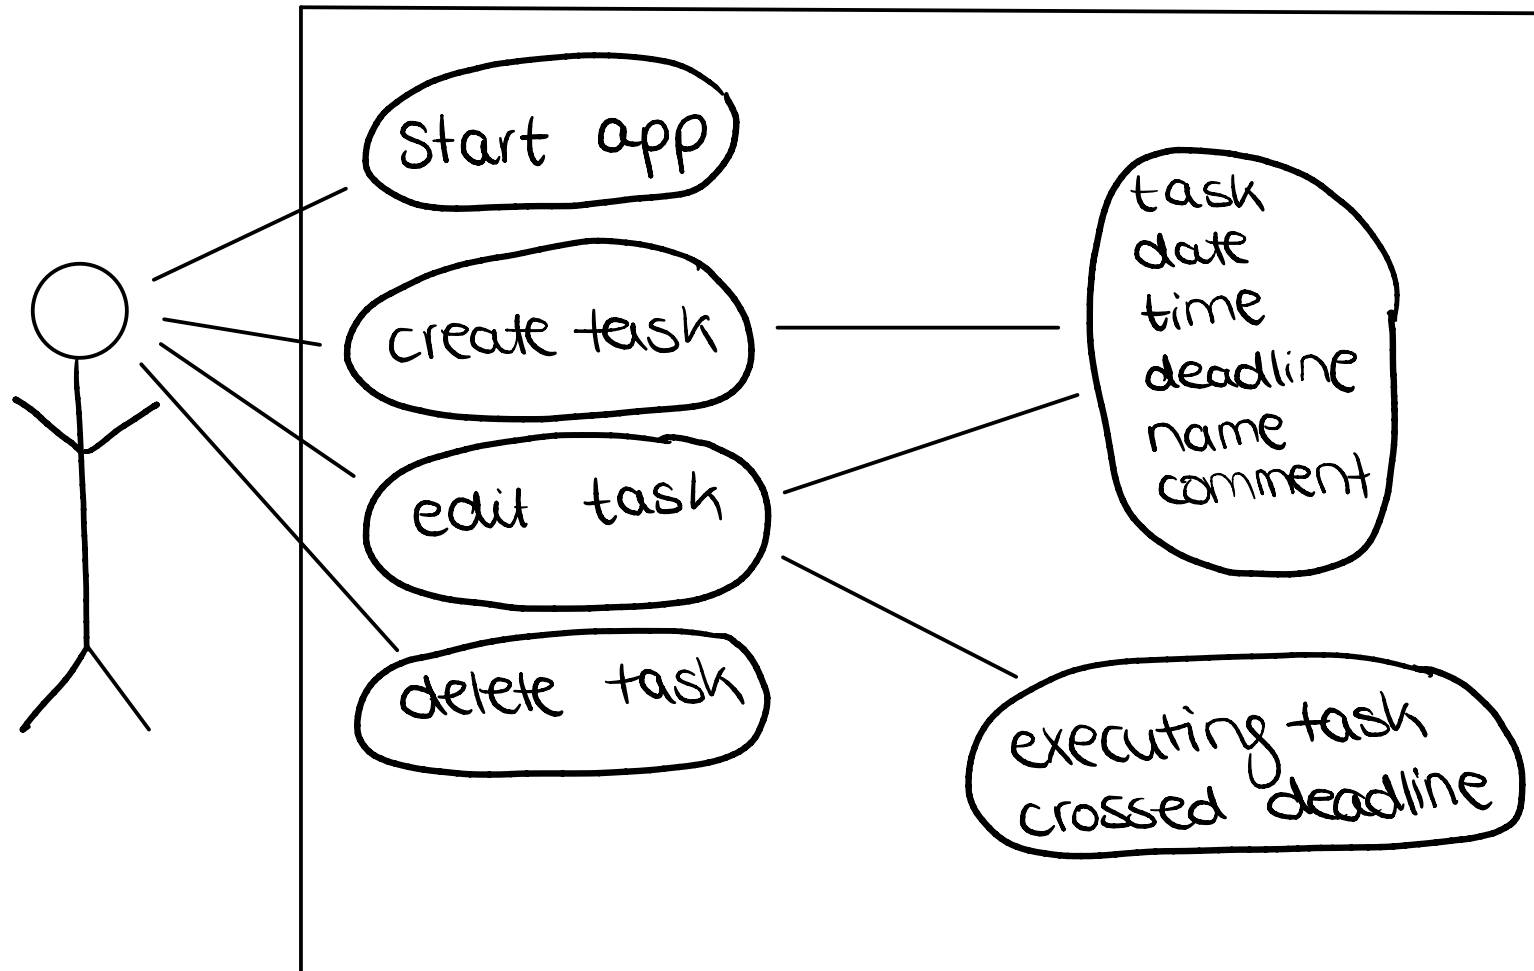 Start app
create task
edit task
delete task
task
date
time
deadline
name
comment
executing task
crossed deadline